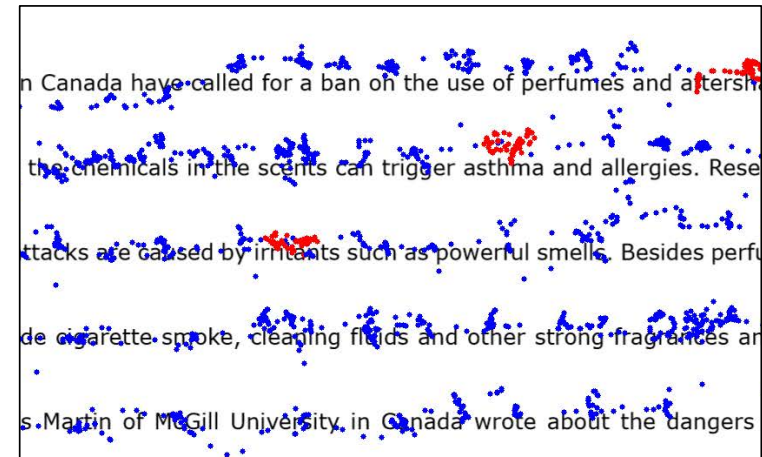 n Canada have called for a ban on the use of perfumes and aftersh
the chemicals in the scents can trigger asthma and allergies. Rese
ttacks are caused by irritants such as powerful smells. Besides perfu
de cigarette smoke, cleaning fluids and other strong fragrances an
s Martin of McGill University in Canada wrote about the dangers